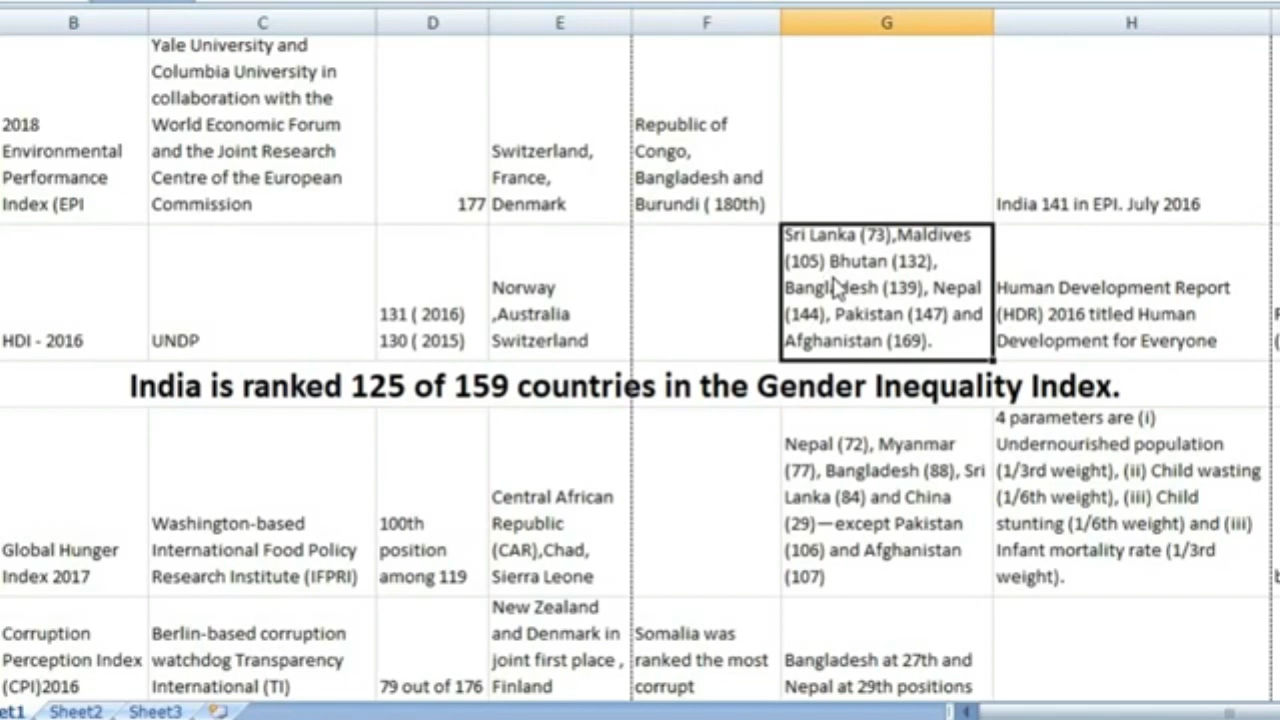 B C D E F G H
Yale University and
Columbia University in
collaboration with the
World Economic Forum
and the Joint Research
Centre of the European
Commission
2018
Environmental
Performance
Index (EPI
177
Switzerland,
France,
Denmark
Republic of
Congo,
Bangladesh and
Burundi ( 180th)
India 141 in EPI. July 2016
HDI - 2016
UNDP
131 ( 2016)
130 ( 2015)
Norway
,Australia
Switzerland
Sri Lanka (73),Maldives
(105) Bhutan (132),
Bangladesh (139), Nepal
(144), Pakistan (147) and
Afghanistan (169).
Human Development Report
(HDR) 2016 titled Human
Development for Everyone
India is ranked 125 of 159 countries in the Gender Inequality Index.
Global Hunger
Index 2017
Washington-based
International Food Policy
Research Institute (IFPRI)
100th
position
among 119
Central African
Republic
(CAR),Chad,
Sierra Leone
Nepal (72), Myanmar
(77), Bangladesh (88), Sri
Lanka (84) and China
(29)—except Pakistan
(106) and Afghanistan
(107)
4 parameters are (i)
Undernourished population
(1/3rd weight), (ii) Child wasting
(1/6th weight), (iii) Child
stunting (1/6th weight) and (iii)
Infant mortality rate (1/3rd
weight).
Corruption
Perception Index
(CPI)2016
Berlin-based corruption
watchdog Transparency
International (TI)
79 out of 176
New Zealand
and Denmark in
joint first place ,
Finland
Somalia was
ranked the most
corrupt
Bangladesh at 27th and
Nepal at 29th positions
Sheet2 Sheet3